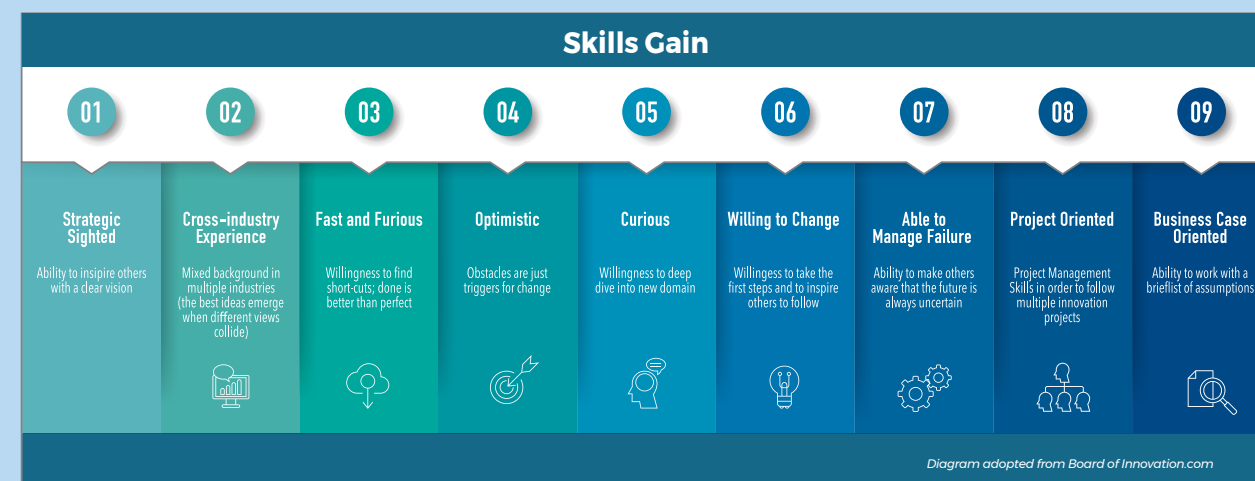 Skills Gain
01
02
03
04
05
06
07
08
09
Strategic
Sighted
Ability to insipire others
with a clear vision
Cross-industry
Experience
Mixed background in
multiple industries
(the best ideas emerge
when different views
collide)
Fast and Furious
Willingness to find
short-cuts; done is
better than perfect
Optimistic
Obstacles are just
triggers for change
Curious
Willingness to deep
dive into new domain
Willing to Change
Willingess to take the
first steps and to inspire
others to follow
Able to
Manage Failure
Ability to make others
aware that the future is
always uncertain
Project Oriented
Project Management
Skills in order to follow
multiple innovation
projects
Business Case
Oriented
Ability to work with a
brieflist of assumptions
Diagram adopted from Board of Innovation.com